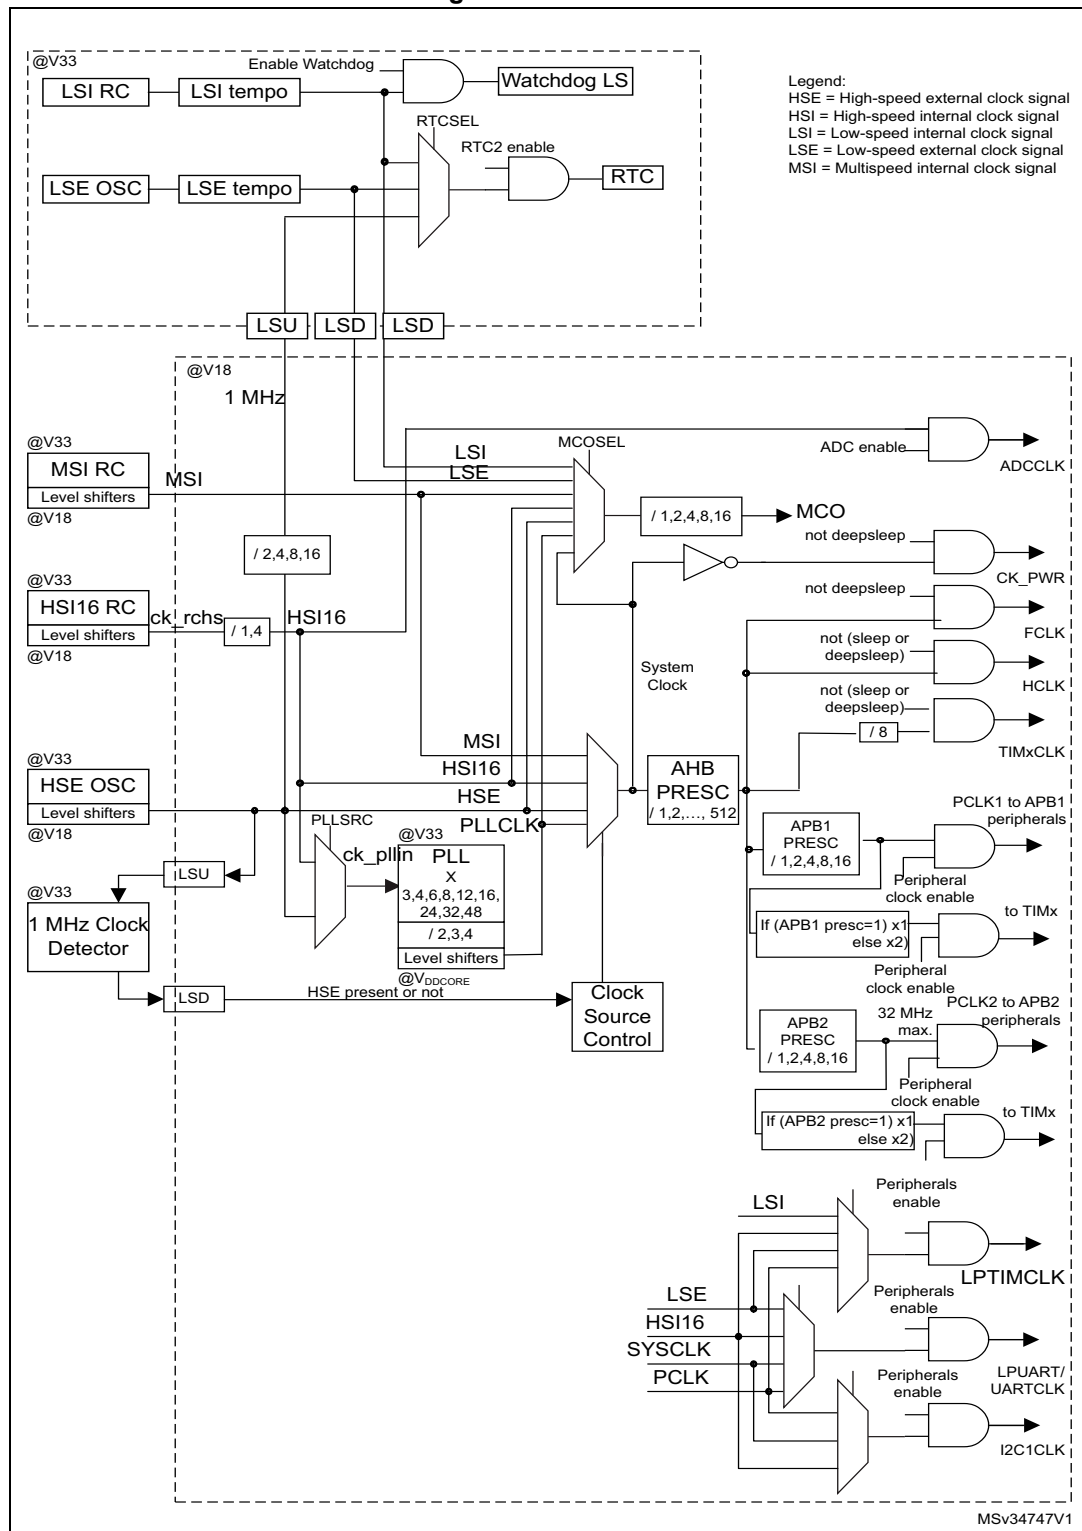 @V33
Enable Watchdog
LSI RC
LSI tempo
Watchdog LS
Legend:
HSE = High-speed external clock signal
HSI = High-speed internal clock signal
LSI = Low-speed internal clock signal
LSE = Low-speed external clock signal
MSI = Multispeed internal clock signal
RTCSEL
RTC2 enable
LSE OSC
LSE tempo
RTC
LSU
LSD
LSD
@V18
1 MHz
@V33
MSI RC
Level shifters
@V18
MSI
LSI
LSE
MCOSEL
ADC enable
ADCCLK
/ 1,2,4,8,16
MCO
/ 2,4,8,16
not deepsleep
CK_PWR
@V33
HSI16 RC
Level shifters
@V18
ck_rchs
/ 1,4
HSI16
not deepsleep
FCLK
System
Clock
not (sleep or
deepsleep)
HCLK
not (sleep or
deepsleep)
/ 8
TIMxCLK
@V33
HSE OSC
Level shifters
@V18
MSI
HSI16
HSE
PLLCLK
AHB
PRESC
/ 1,2,..., 512
PCLK1 to APB1
peripherals
APB1
PRESC
/ 1,2,4,8,16
Peripheral
clock enable
PLLSRC
ck_pllin
@V33
PLL
X
3,4,6,8,12,16,
24,32,48
/ 2,3,4
Level shifters
@VDDCORE
LSU
@V33
1 MHz Clock
Detector
LSD
HSE present or not
Clock
Source
Control
If (APB1 presc=1) x1
else x2)
to TIMx
Peripheral
clock enable
PCLK2 to APB2
peripherals
32 MHz
max.
APB2
PRESC
/ 1,2,4,8,16
Peripheral
clock enable
If (APB2 presc=1) x1
else x2)
to TIMx
Peripherals
enable
LSI
LPTIMCLK
LSE
HSI16
SYSCLK
PCLK
Peripherals
enable
LPUART/
UARTCLK
Peripherals
enable
I2C1CLK
MSv34747V1